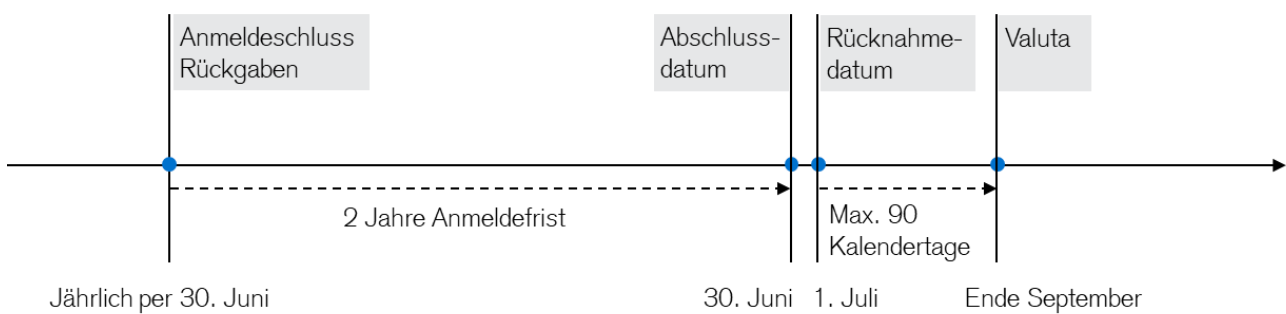 Anmeldeschluss
Rückgaben
Abschluss-
datum
Rücknahme-
datum
Valuta
2 Jahre Anmeldefrist
Max. 90
Kalendertage
Jährlich per 30. Juni
30. Juni
1. Juli
Ende September